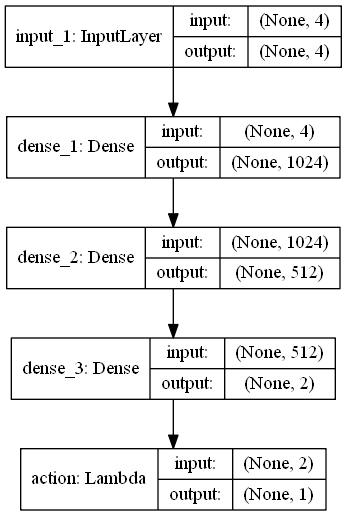 input_1: InputLayer input: (None, 4)
output: (None, 4)
dense_1: Dense input: (None, 4)
output: (None, 1024)
dense_2: Dense input: (None, 1024)
output: (None, 512)
dense_3: Dense input: (None, 512)
output: (None, 2)
action: Lambda input: (None, 2)
output: (None, 1)